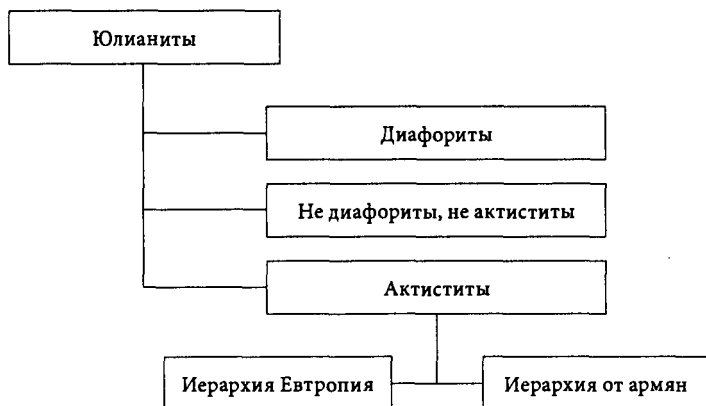 Юлианиты
Диафориты
Не диафориты, не актиститы
Актиститы
Иерархия Евтропия
Иерархия от армян